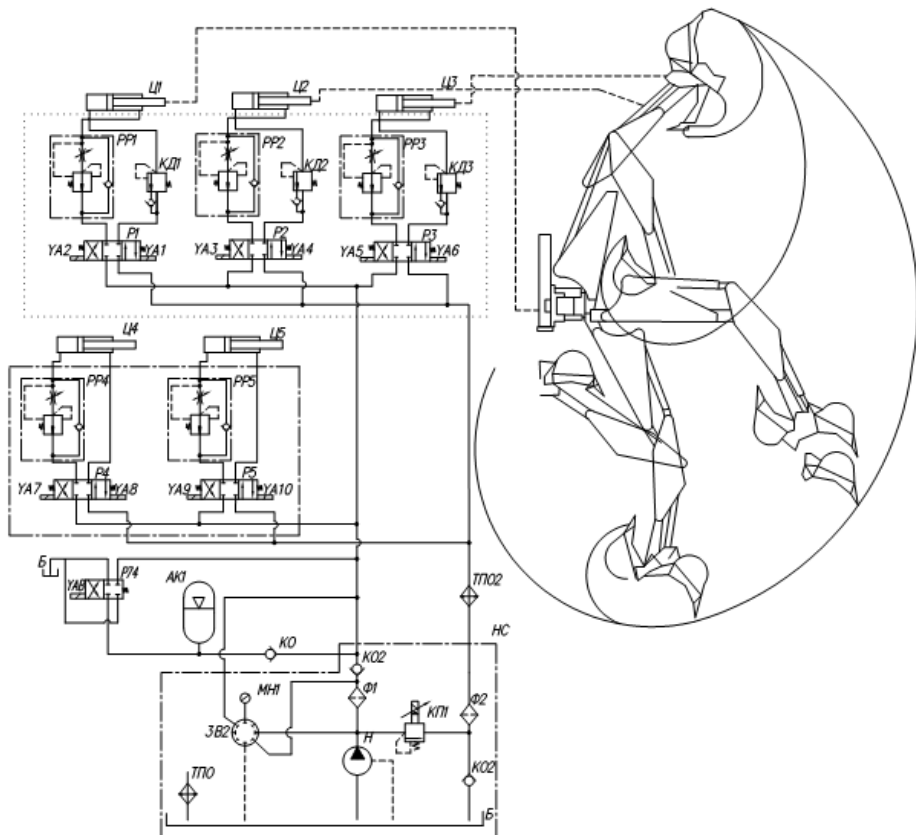 Ц1 Ц2 Ц3
РР1 РР2 РР3
КД1 КД2 КД3
YA2 Р1 YA1 YA3 Р2 YA4 YA5 Р3 YA6
Ц4 Ц5
РР4 РР5
YA7 Р4 YA8 YA9 Р5 YA10
Б YAB Р74 АК1 ТПО2
КО НС
КО2
МН1 Ф1 КП1 Ф2
ЗВ2 Н
ТПО КО2
Б